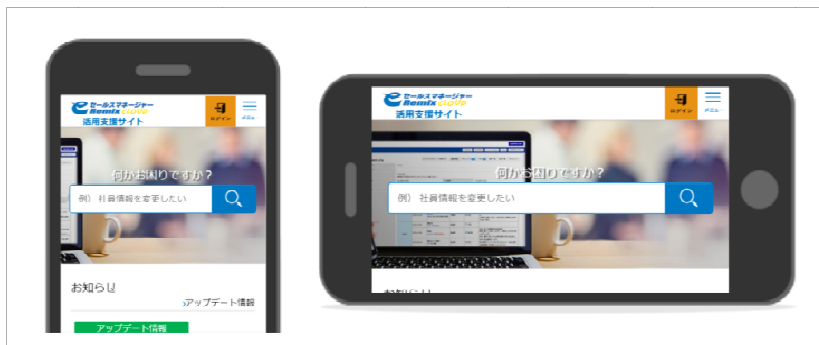 eセールスマネージャー
Remix CLOUD
活用支援サイト
ログイン
メニュー
何かお困りですか?
例） 社員情報を変更したい
お知らせ
アップデート情報
アップデート情報
eセールスマネージャー
Remix CLOUD
活用支援サイト
ログイン
メニュー
何かお困りですか?
例） 社員情報を変更したい